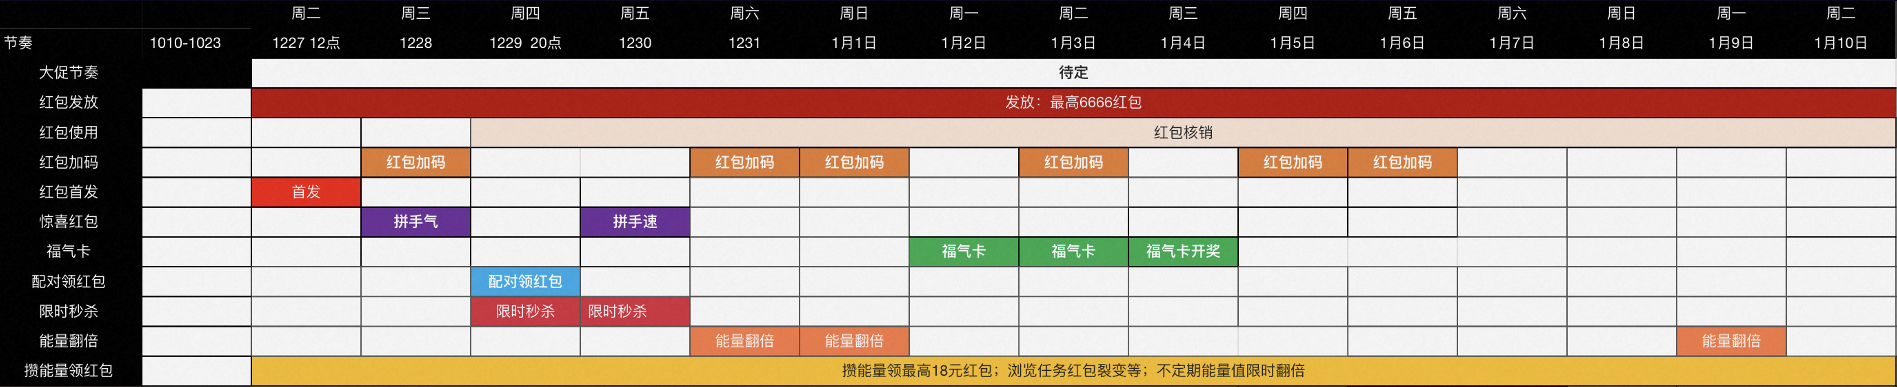 周二 周三 周四 周五 周六 周日 周一 周二 周三 周四 周五 周六 周日 周一 周二
节奏 1010-1023 1227 12点 1228 1229 20点 1230 1231 1月1日 1月2日 1月3日 1月4日 1月5日 1月6日 1月7日 1月8日 1月9日 1月10日
大促节奏 待定
红包发放 发放：最高6666红包
红包使用 红包核销
红包加码 红包加码 红包加码 红包加码 红包加码 红包加码 红包加码
红包首发 首发
惊喜红包 拼手气 拼手速
福气卡 福气卡 福气卡 福气卡开奖
配对领红包 配对领红包
限时秒杀 限时秒杀 限时秒杀
能量翻倍 能量翻倍 能量翻倍 能量翻倍
攒能量领红包 攒能量领最高18元红包；浏览任务红包裂变等；不定期能量值限时翻倍